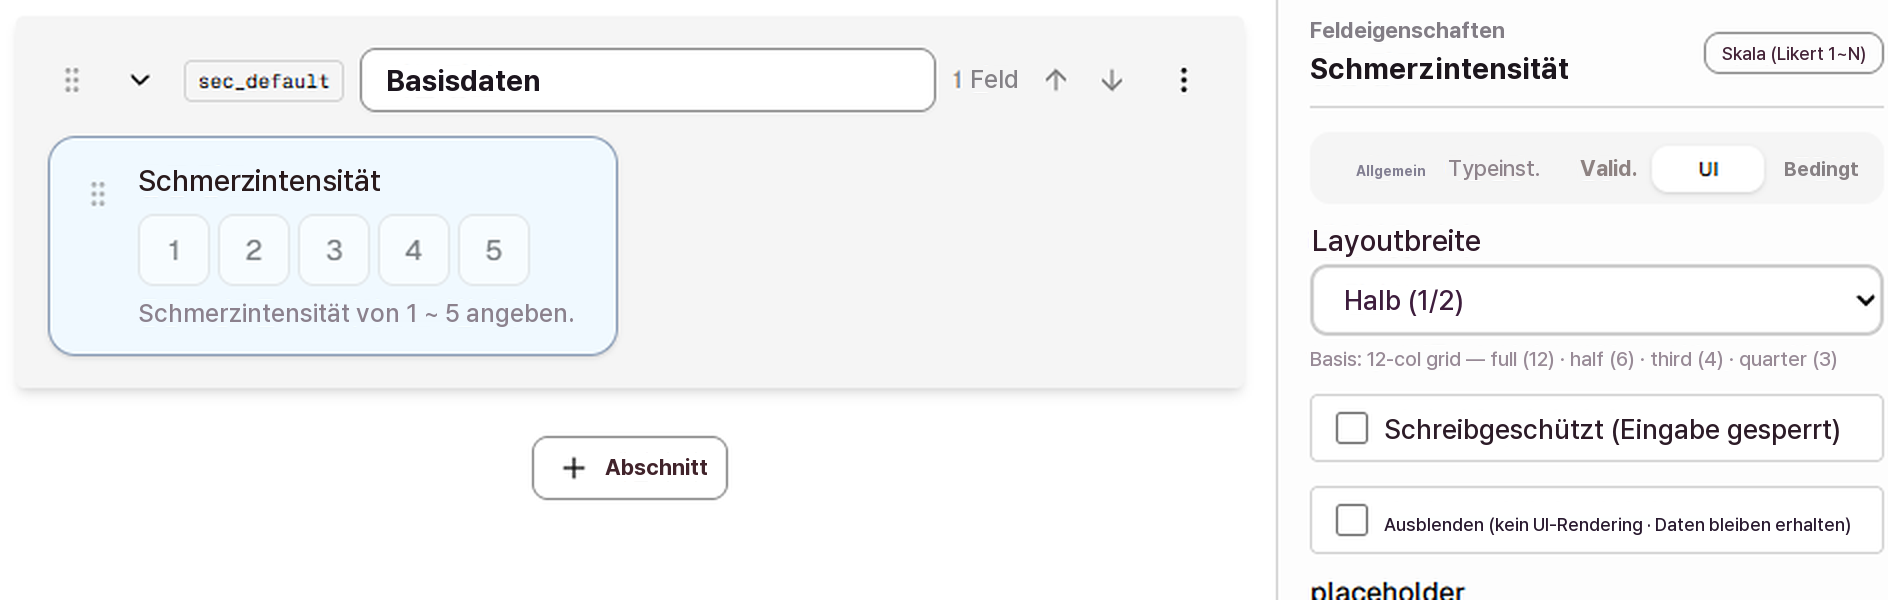 sec_default
Basisdaten
1 Feld
Schmerzintensität
1 2 3 4 5
Schmerzintensität von 1 ~ 5 angeben.
Abschnitt
Feldeigenschaften
Schmerzintensität
Skala (Likert 1~N)
Allgemein Typeinst. Valid. UI Bedingt
Layoutbreite
Halb (1/2)
Basis: 12-col grid — full (12) · half (6) · third (4) · quarter (3)
Schreibgeschützt (Eingabe gesperrt)
Ausblenden (kein UI-Rendering · Daten bleiben erhalten)
placeholder